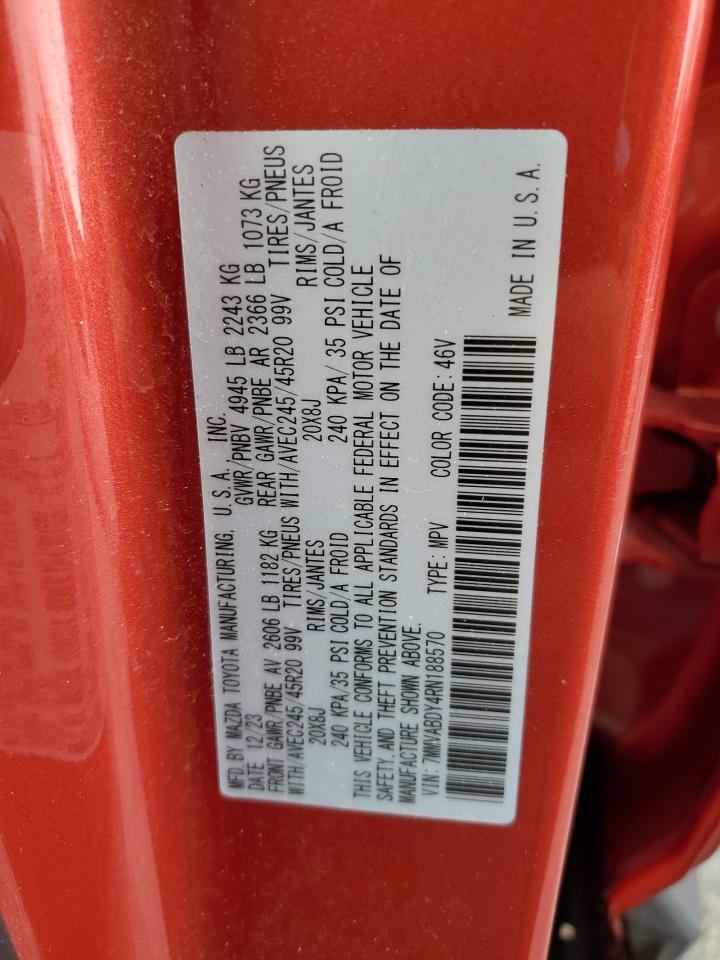 MFD. BY MAZDA TOYOTA MANUFACTURING, U.S.A. INC.
DATE 12/23 GVWR/PNBV 4945 LB 2243 KG
FRONT GAWR/PNBE AV 2606 LB 1182 KG REAR GAWR/PNBE AR 2366 LB 1073 KG
WITH/AVEC245/45R20 99V TIRES/PNEUS WITH/AVEC245/45R20 99V TIRES/PNEUS
20X8J RIMS/JANTES 20X8J RIMS/JANTES
240 KPA/35 PSI COLD/A FROID 240 KPA/ 35 PSI COLD/A FROID
THIS VEHICLE CONFORMS TO ALL APPLICABLE FEDERAL MOTOR VEHICLE
SAFETY AND THEFT PREVENTION STANDARDS IN EFFECT ON THE DATE OF
MANUFACTURE SHOWN ABOVE.
VIN: 7MMVABDY4RN188570 TYPE: MPV COLOR CODE: 46V
MADE IN U.S.A.